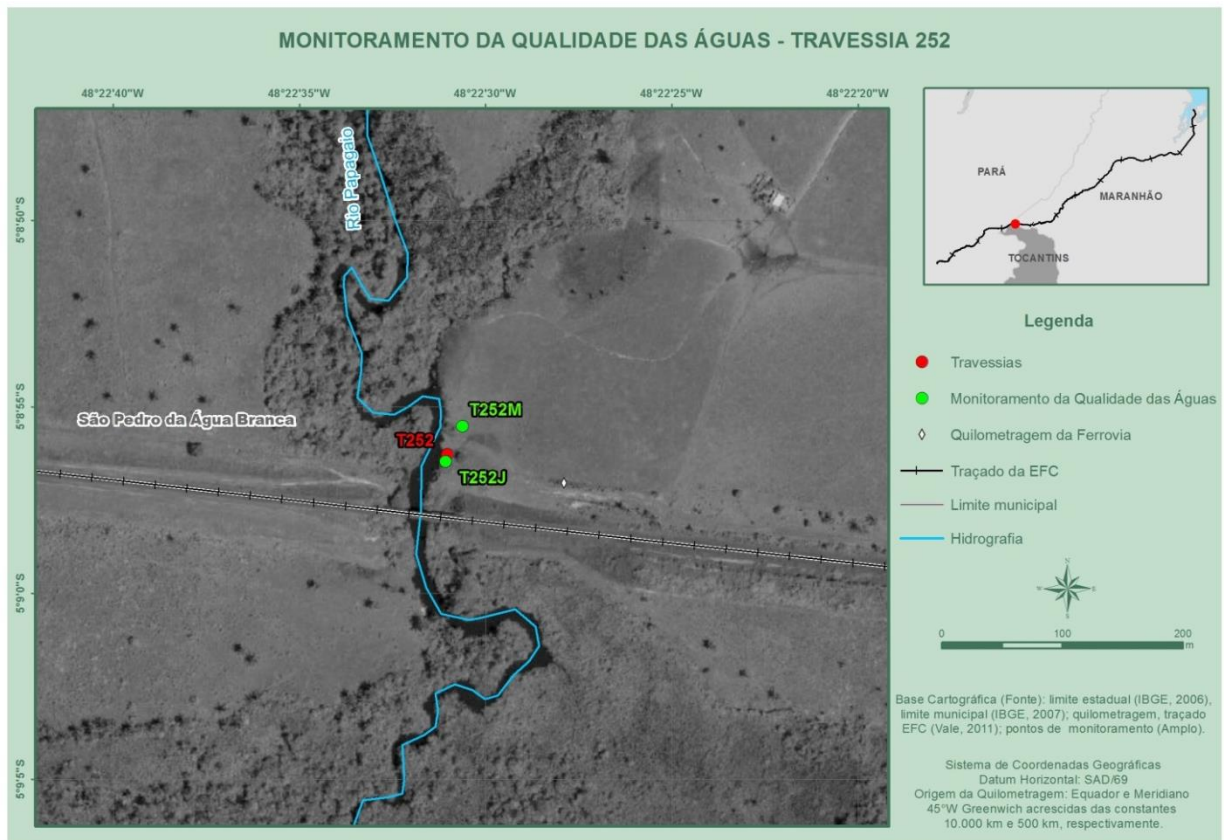 MONITORAMENTO DA QUALIDADE DAS ÁGUAS - TRAVESSIA 252
48°22'40"W
48°22'35"W
48°22'30"W
48°22'25"W
48°22'20"W
5°8'50"S
5°8'55"S
5°9'0"S
5°9'5"S
Rio Papagaio
São Pedro da Água Branca
T252M
T252
T252J
PARÁ
MARANHÃO
TOCANTINS
Legenda
Travessias
Monitoramento da Qualidade das Águas
Quilometragem da Ferrovia
Traçado da EFC
Limite municipal
Hidrografia
N
W
E
S
0 100 200
m
Base Cartográfica (Fonte): limite estadual (IBGE, 2006),
limite municipal (IBGE, 2007); quilometragem, traçado
EFC (Vale, 2011); pontos de monitoramento (Amplo).
Sistema de Coordenadas Geográficas
Datum Horizontal: SAD/69
Origem da Quilometragem: Equador e Meridiano
45°W Greenwich acrescidas das constantes
10.000 km e 500 km, respectivamente.